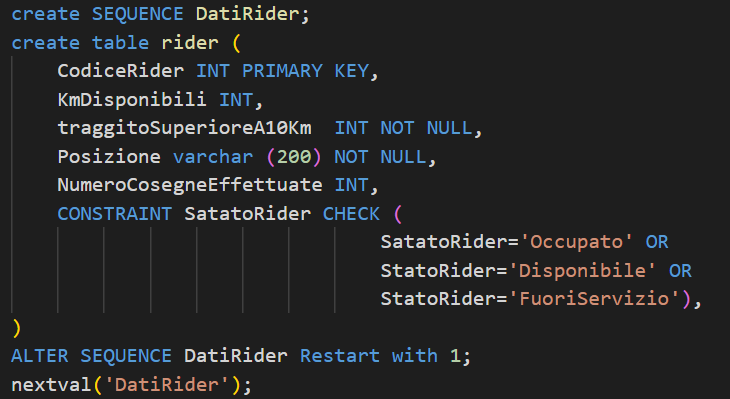 create SEQUENCE DatiRider;
create table rider (
CodiceRider INT PRIMARY KEY,
KmDisponibili INT,
traggitoSuperioreA10Km  INT NOT NULL,
Posizione varchar (200) NOT NULL,
NumeroCosegneEffettuate INT,
CONSTRAINT SatatoRider CHECK (
SatatoRider='Occupato' OR
StatoRider='Disponibile' OR
StatoRider='FuoriServizio'),
)
ALTER SEQUENCE DatiRider Restart with 1;
nextval('DatiRider');